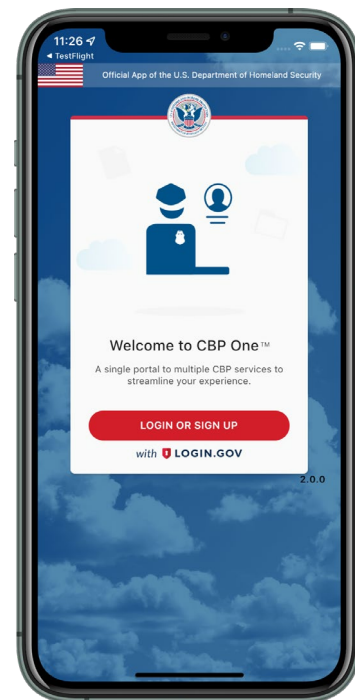 11:26
◀ TestFlight
Official App of the U.S. Department of Homeland Security
Welcome to CBP One™
A single portal to multiple CBP services to
streamline your experience.
LOGIN OR SIGN UP
with LOGIN.GOV
2.0.0